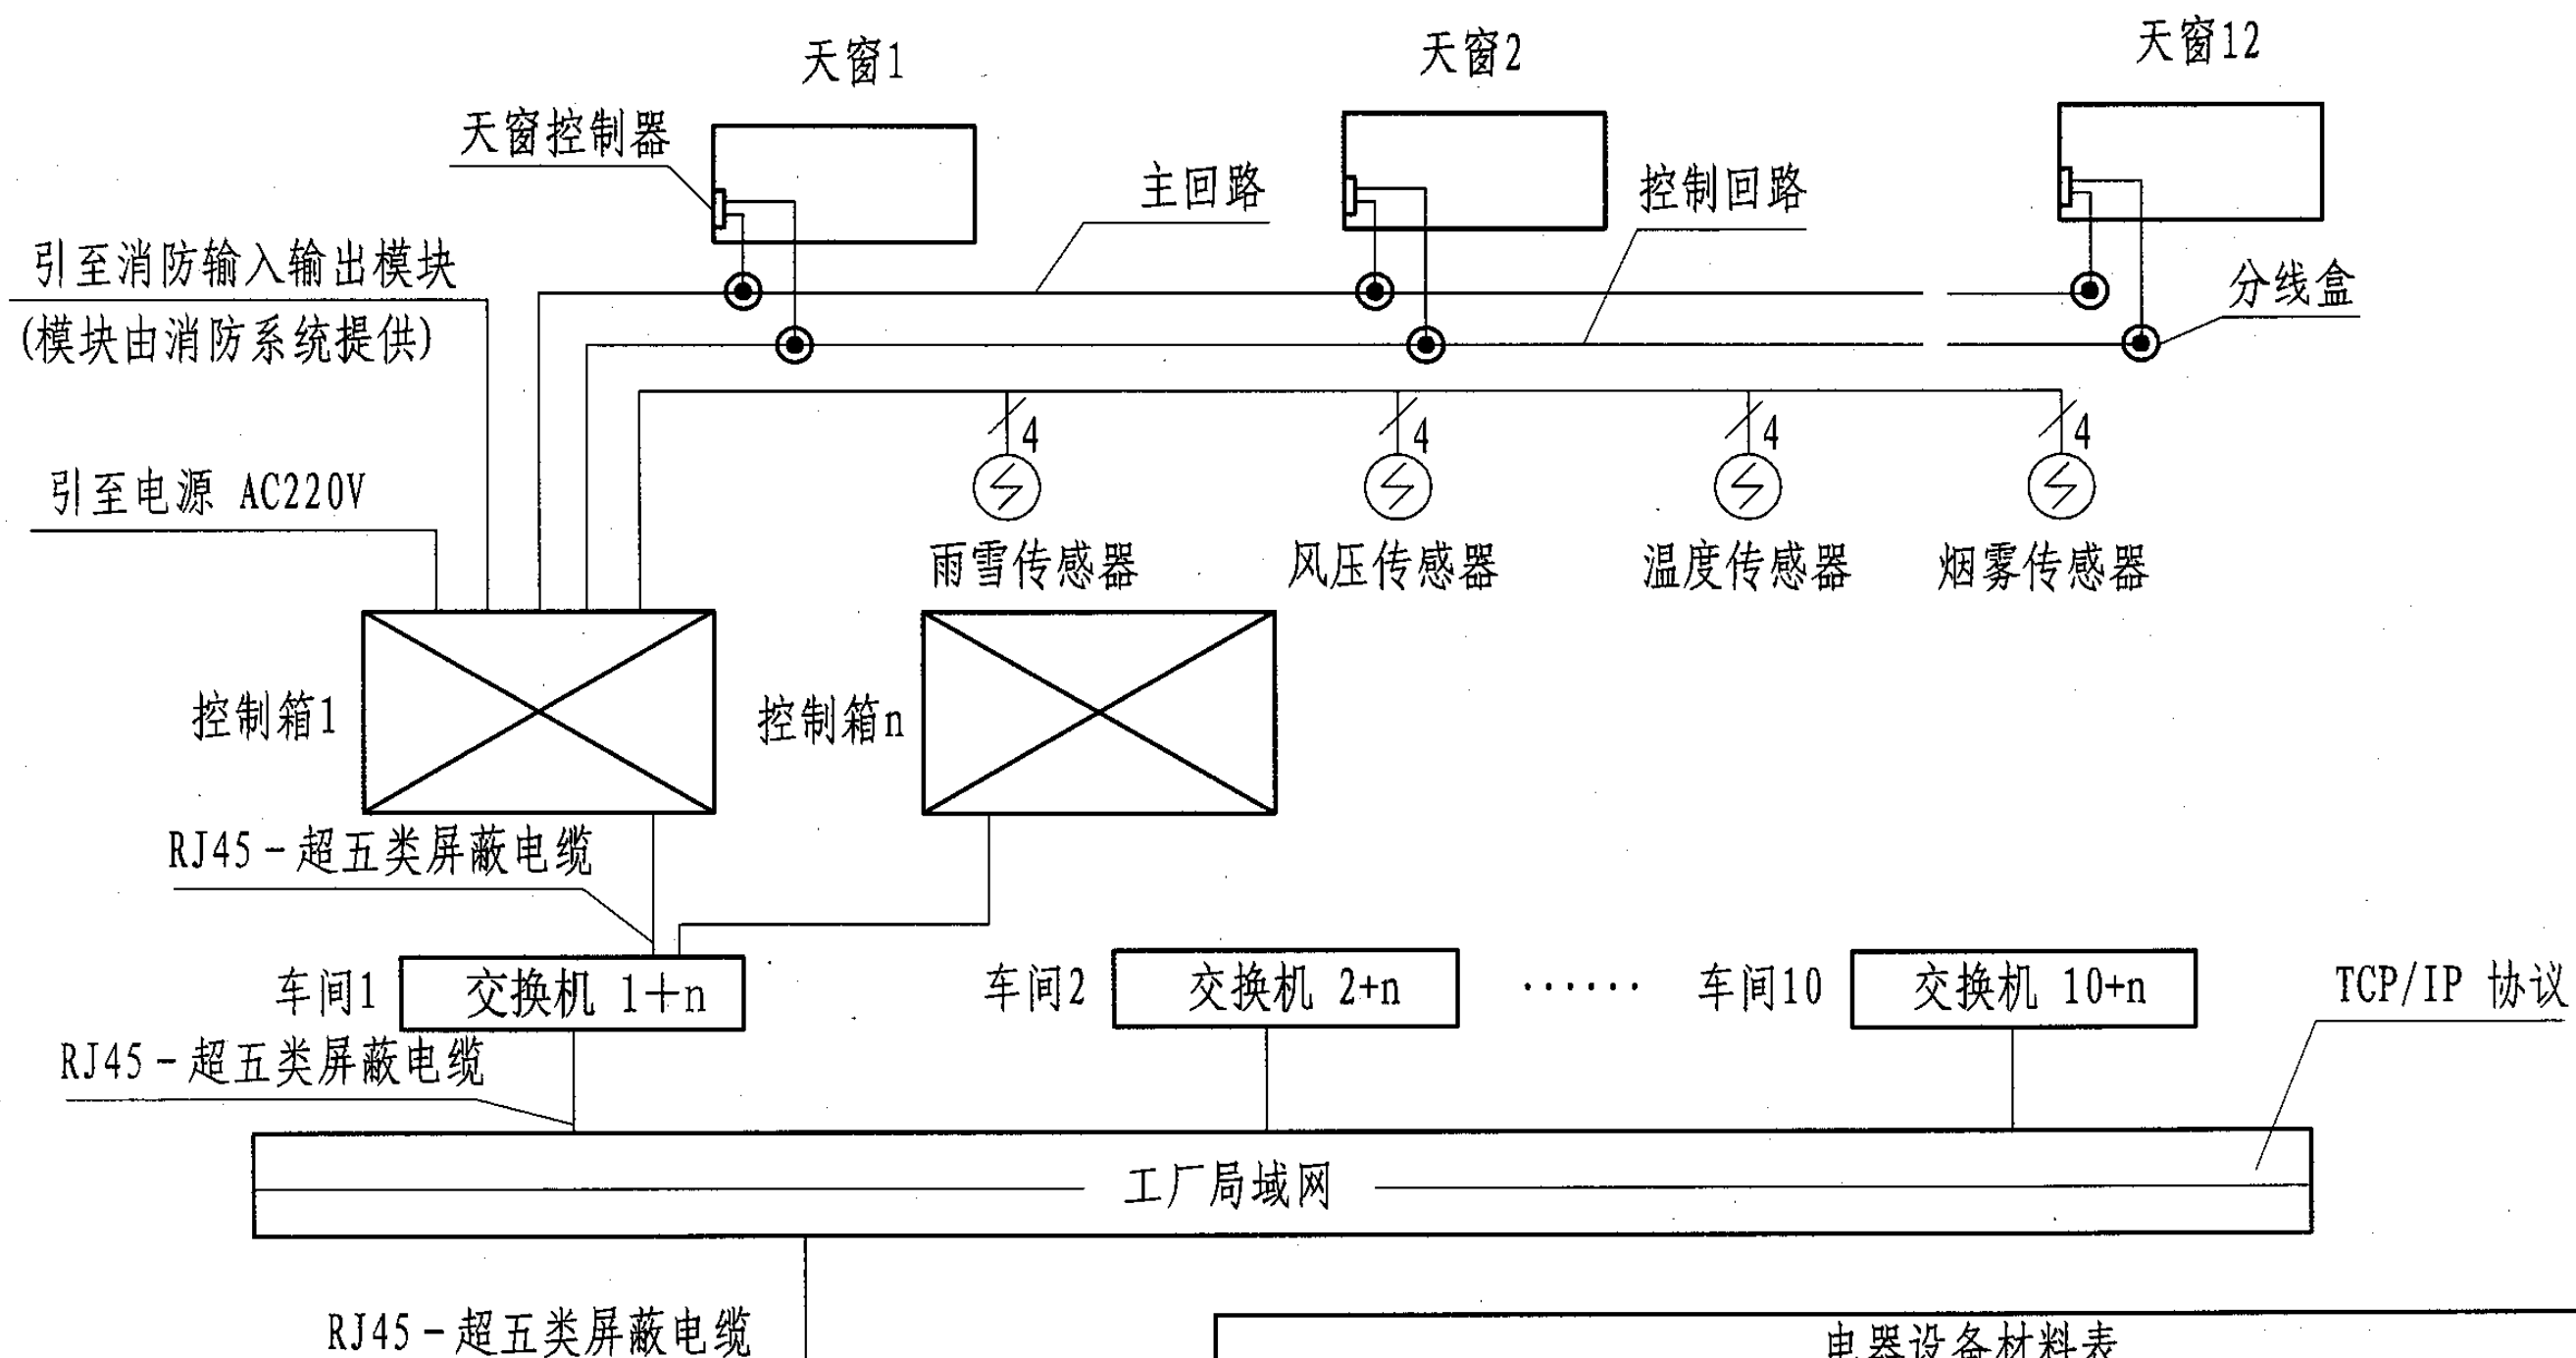 天窗1
天窗2
天窗12
天窗控制器
主回路
控制回路
引至消防输入输出模块
(模块由消防系统提供)
分线盒
4
4
4
4
引至电源 AC220V
雨雪传感器
风压传感器
温度传感器
烟雾传感器
控制箱1
控制箱n
RJ45-超五类屏蔽电缆
车间1
交换机 1+n
车间2
交换机 2+n
······
车间10
交换机 10+n
TCP/IP 协议
RJ45-超五类屏蔽电缆
工厂局域网
RJ45-超五类屏蔽电缆
电器设备材料表